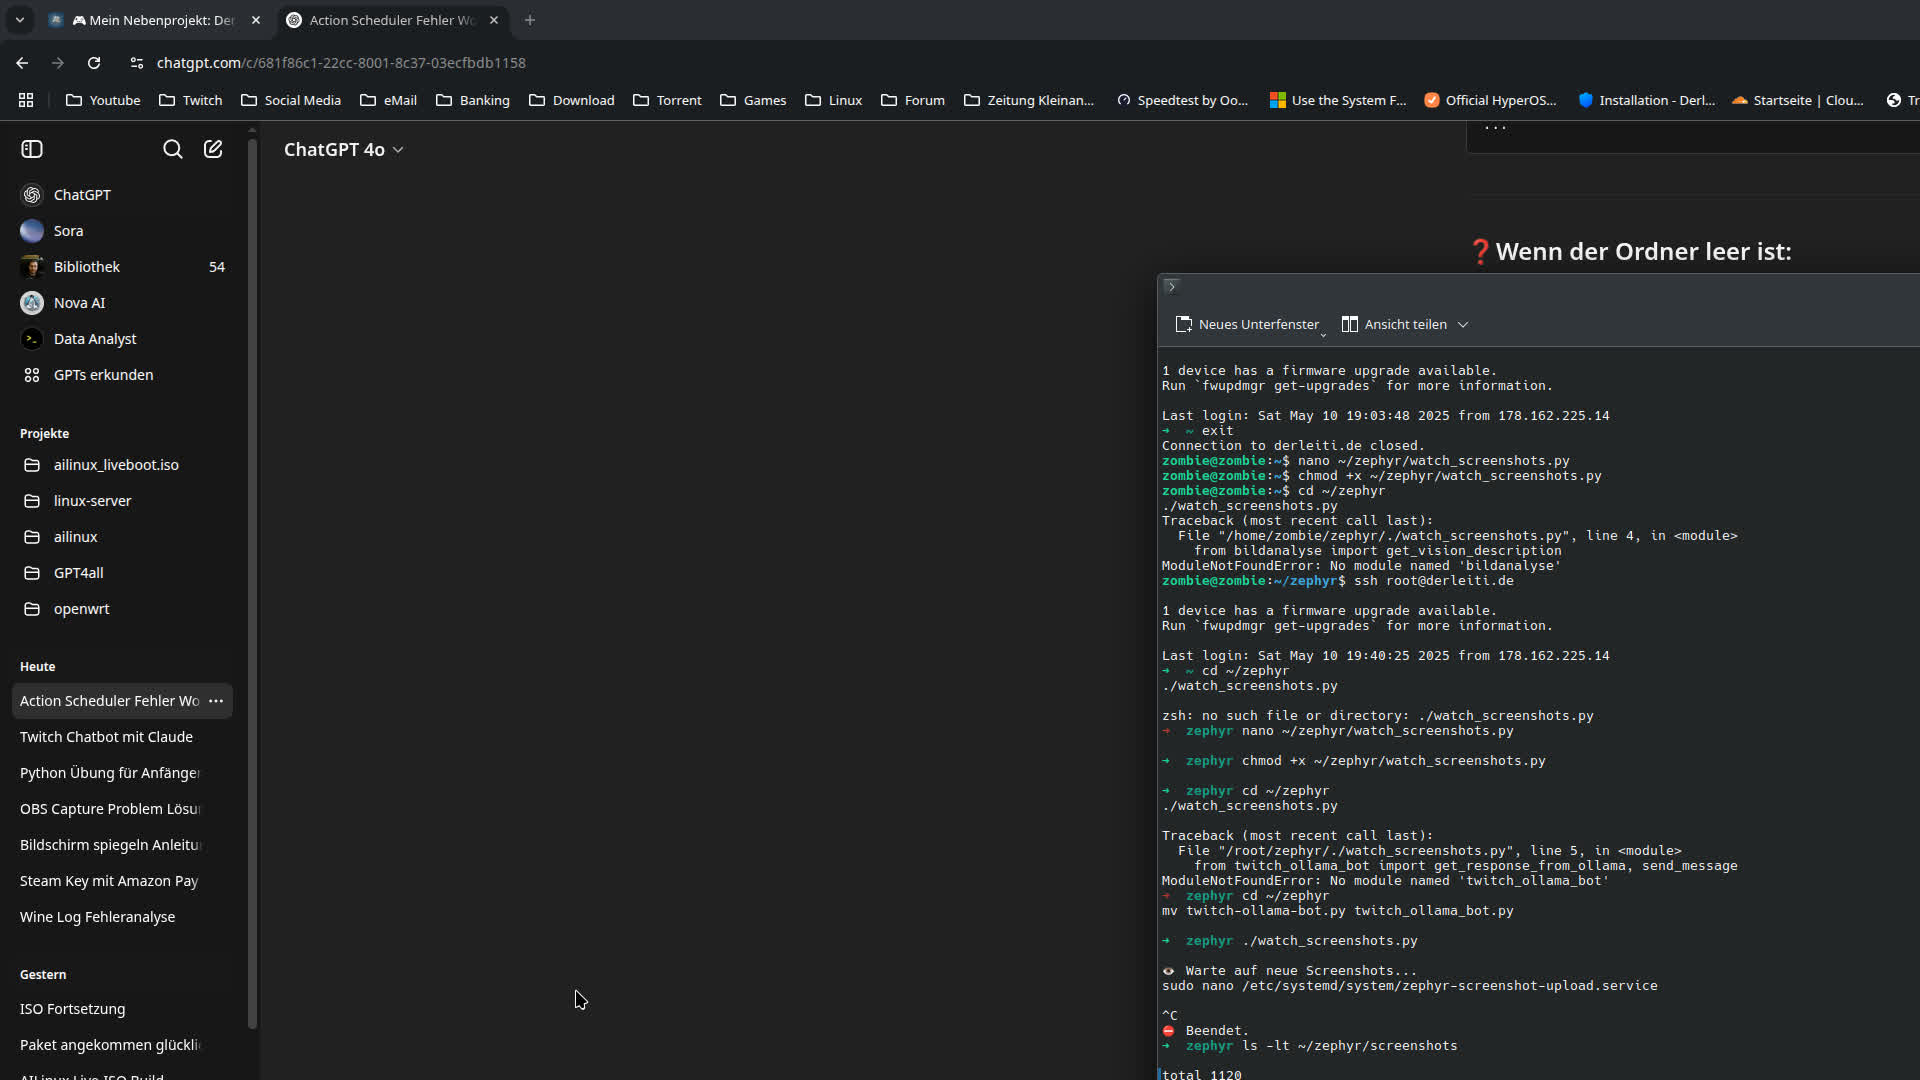 Mein Nebenprojekt: De
Action Scheduler Fehler Wo
chatgpt.com/c/681f86c1-22cc-8001-8c37-03ecfbdb1158
Youtube
Twitch
Social Media
eMail
Banking
Download
Torrent
Games
Linux
Forum
Zeitung Kleinan...
Speedtest by Oo...
Use the System F...
Official HyperOS...
Installation - Derl...
Startseite | Clou...
Tr
ChatGPT 4o
ChatGPT
Sora
Bibliothek 54
Nova AI
Data Analyst
GPTs erkunden
Projekte
ailinux_liveboot.iso
linux-server
ailinux
GPT4all
openwrt
Heute
Action Scheduler Fehler Wo ...
Twitch Chatbot mit Claude
Python Übung für Anfänger
OBS Capture Problem Lösu
Bildschirm spiegeln Anleitu
Steam Key mit Amazon Pay
Wine Log Fehleranalyse
Gestern
ISO Fortsetzung
Paket angekommen glückli
AILinux Live ISO Build
...
❓Wenn der Ordner leer ist:
Neues Unterfenster
Ansicht teilen
1 device has a firmware upgrade available.
Run `fwupdmgr get-upgrades` for more information.
Last login: Sat May 10 19:03:48 2025 from 178.162.225.14
➜ ~ exit
Connection to derleiti.de closed.
zombie@zombie:~$ nano ~/zephyr/watch_screenshots.py
zombie@zombie:~$ chmod +x ~/zephyr/watch_screenshots.py
zombie@zombie:~$ cd ~/zephyr
./watch_screenshots.py
Traceback (most recent call last):
File "/home/zombie/zephyr/./watch_screenshots.py", line 4, in <module>
from bildanalyse import get_vision_description
ModuleNotFoundError: No module named 'bildanalyse'
zombie@zombie:~/zephyr$ ssh root@derleiti.de
1 device has a firmware upgrade available.
Run `fwupdmgr get-upgrades` for more information.
Last login: Sat May 10 19:40:25 2025 from 178.162.225.14
➜ ~ cd ~/zephyr
./watch_screenshots.py
zsh: no such file or directory: ./watch_screenshots.py
➜ zephyr nano ~/zephyr/watch_screenshots.py
➜ zephyr chmod +x ~/zephyr/watch_screenshots.py
➜ zephyr cd ~/zephyr
./watch_screenshots.py
Traceback (most recent call last):
File "/root/zephyr/./watch_screenshots.py", line 5, in <module>
from twitch_ollama_bot import get_response_from_ollama, send_message
ModuleNotFoundError: No module named 'twitch_ollama_bot'
➜ zephyr cd ~/zephyr
mv twitch-ollama-bot.py twitch_ollama_bot.py
➜ zephyr ./watch_screenshots.py
👁 Warte auf neue Screenshots...
sudo nano /etc/systemd/system/zephyr-screenshot-upload.service
^C
⛔ Beendet.
➜ zephyr ls -lt ~/zephyr/screenshots
total 1120